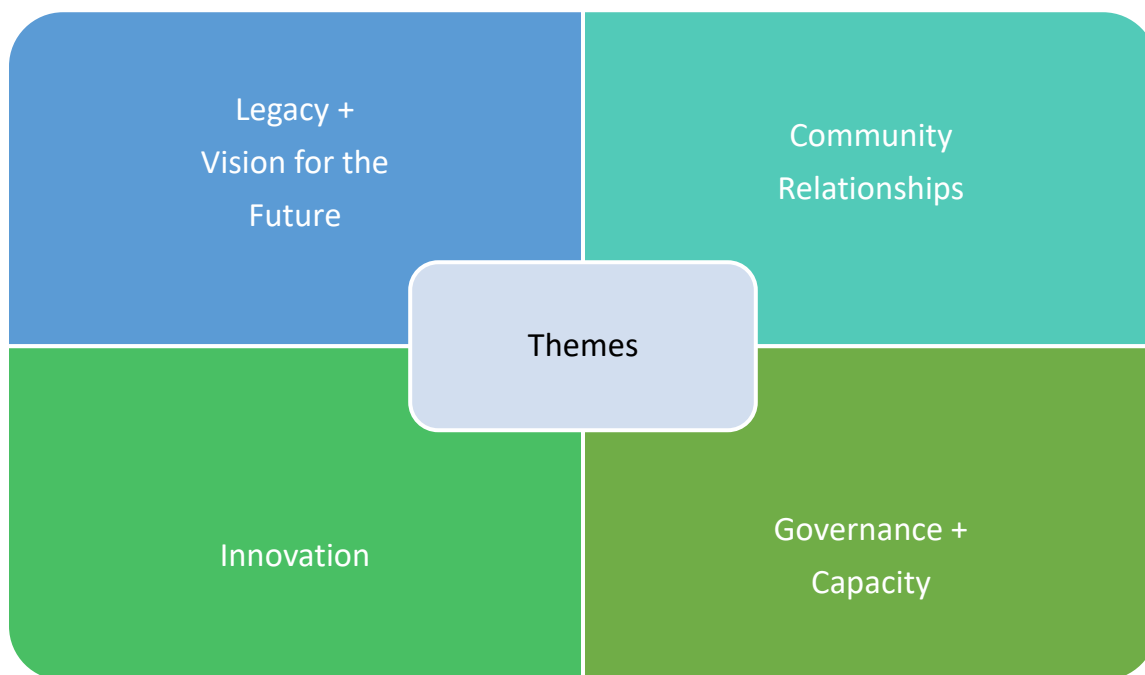 Legacy +
Vision for the
Future
Community
Relationships
Themes
Innovation
Governance +
Capacity